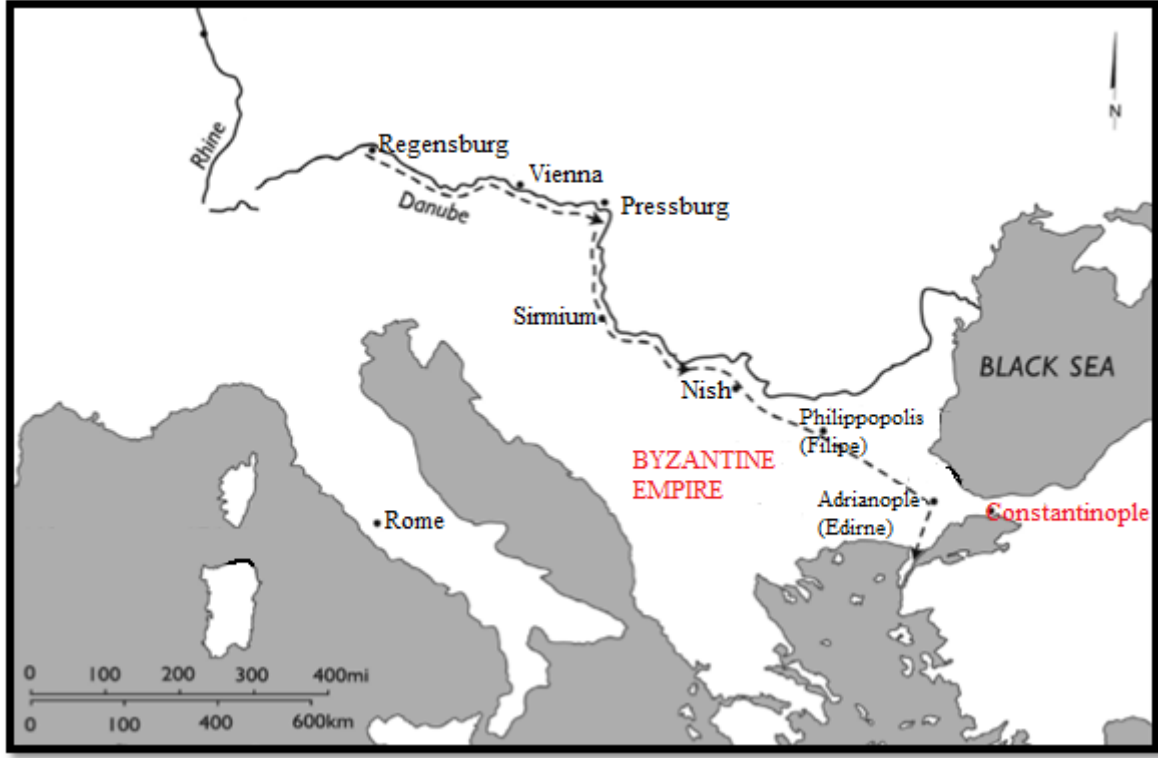 N
Rhine
Regensburg
Vienna
Danube
Pressburg
Sirmium
BLACK SEA
Nish
Philippopolis
(Filipe)
BYZANTINE
EMPIRE
Adrianople
(Edirne)
Constantinople
Rome
0 100 200 300 400mi
0 100 400 600km